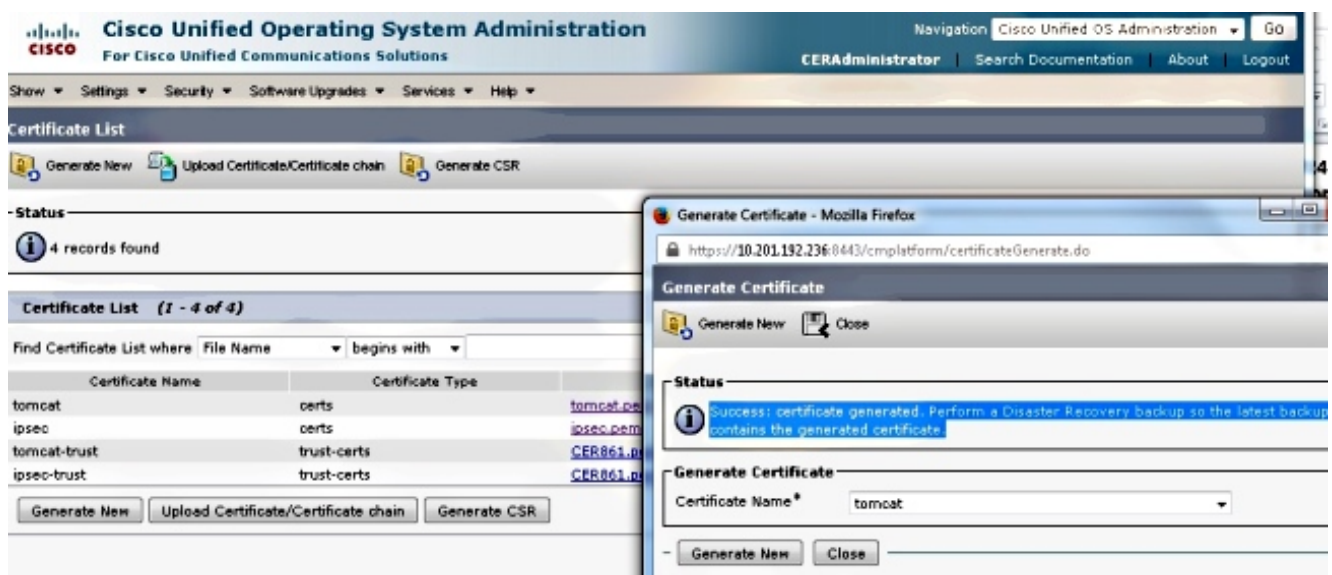 Cisco Unified Operating System Administration
Navigation Cisco Unified OS Administration Go
CISCO
For Cisco Unified Communications Solutions
CERAdministrator | Search Documentation | About | Logout
Show Settings Security Software Upgrades Services Help
Certificate List
Generate New Upload Certificate/Certificate chain Generate CSR
Status
4 records found
Certificate List (1 - 4 of 4)
Find Certificate List where File Name begins with
Certificate Name Certificate Type
tomcat certs
ipsec certs ipsec.pem
tomcat-trust trust-certs
ipsec-trust trust-certs
Generate New Upload Certificate/Certificate chain Generate CSR
Generate Certificate - Mozilla Firefox
https://10.201.192.236:8443/cmplatform/certificateGenerate.do
Generate Certificate
Generate New Close
Status
Success: certificate generated. Perform a Disaster Recovery backup so the latest backup
contains the generated certificate.
Generate Certificate
Certificate Name* tomcat
Generate New Close